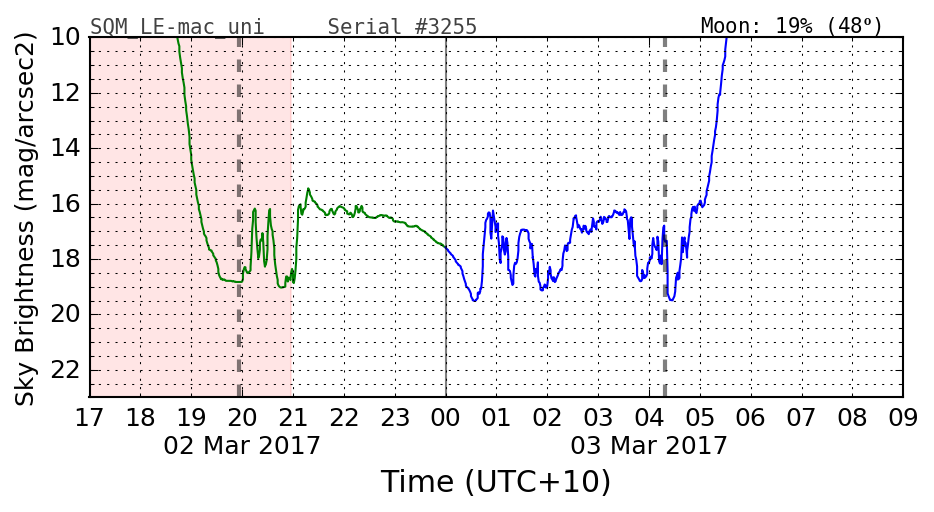 SQM_LE-mac_uni Serial #3255 Moon: 19% (48°)
Sky Brightness (mag/arcsec2)
10
12
14
16
18
20
22
17 18 19 20 21 22 23 00 01 02 03 04 05 06 07 08 09
02 Mar 2017 03 Mar 2017
Time (UTC+10)